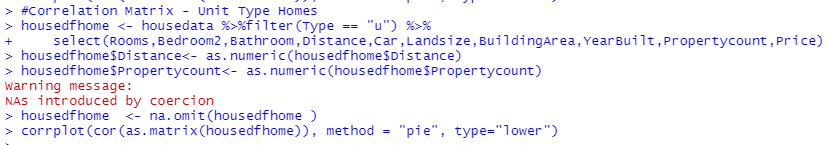 > #Correlation Matrix - Unit Type Homes
> housedfhome <- housedata %>%filter(Type == "u") %>%
+     select(Rooms,Bedroom2,Bathroom,Distance,Car,Landsize,BuildingArea,YearBuilt,Propertycount,Price)
> housedfhome$Distance<- as.numeric(housedfhome$Distance)
> housedfhome$Propertycount<- as.numeric(housedfhome$Propertycount)
Warning message:
NAs introduced by coercion
> housedfhome  <- na.omit(housedfhome )
> corrplot(cor(as.matrix(housedfhome)), method = "pie", type="lower")